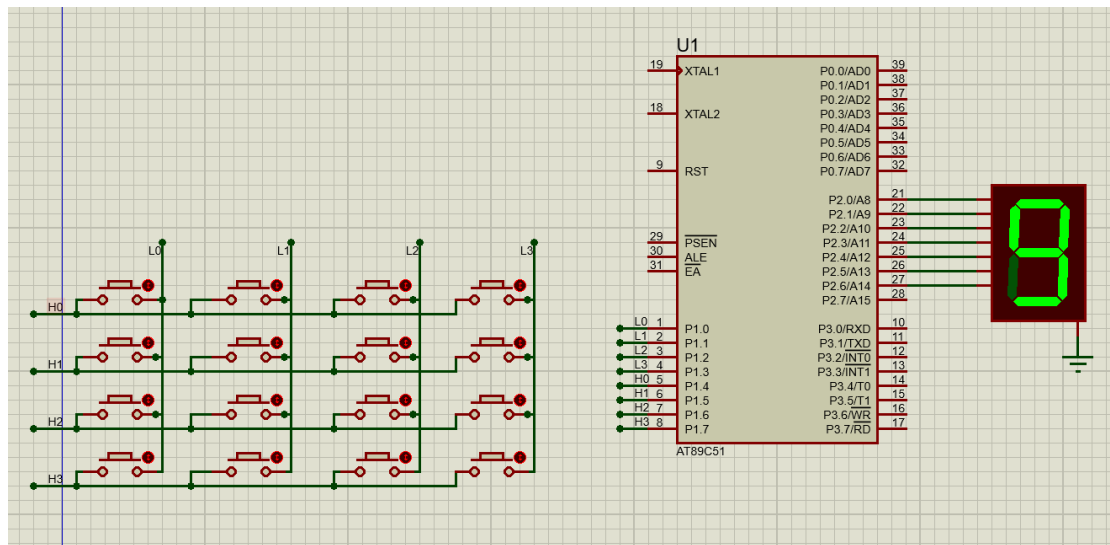 U1
19 XTAL1 P0.0/AD0 39
P0.1/AD1 38
P0.2/AD2 37
18 XTAL2 P0.3/AD3 36
P0.4/AD4 35
P0.5/AD5 34
P0.6/AD6 33
9 RST P0.7/AD7 32
P2.0/A8 21
P2.1/A9 22
P2.2/A10 23
29 PSEN P2.3/A11 24
30 ALE P2.4/A12 25
31 EA P2.5/A13 26
P2.6/A14 27
P2.7/A15 28
L0 1 P1.0 P3.0/RXD 10
L1 2 P1.1 P3.1/TXD 11
L2 3 P1.2 P3.2/INT0 12
L3 4 P1.3 P3.3/INT1 13
H0 5 P1.4 P3.4/T0 14
H1 6 P1.5 P3.5/T1 15
H2 7 P1.6 P3.6/WR 16
H3 8 P1.7 P3.7/RD 17
AT89C51
L0 L1 L2 L3
H0
H1
H2
H3
9